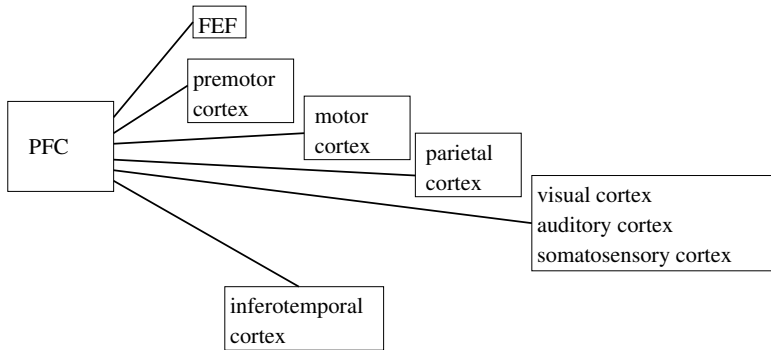 FEF
premotor
cortex
PFC
motor
cortex
parietal
cortex
visual cortex
auditory cortex
somatosensory cortex
inferotemporal
cortex